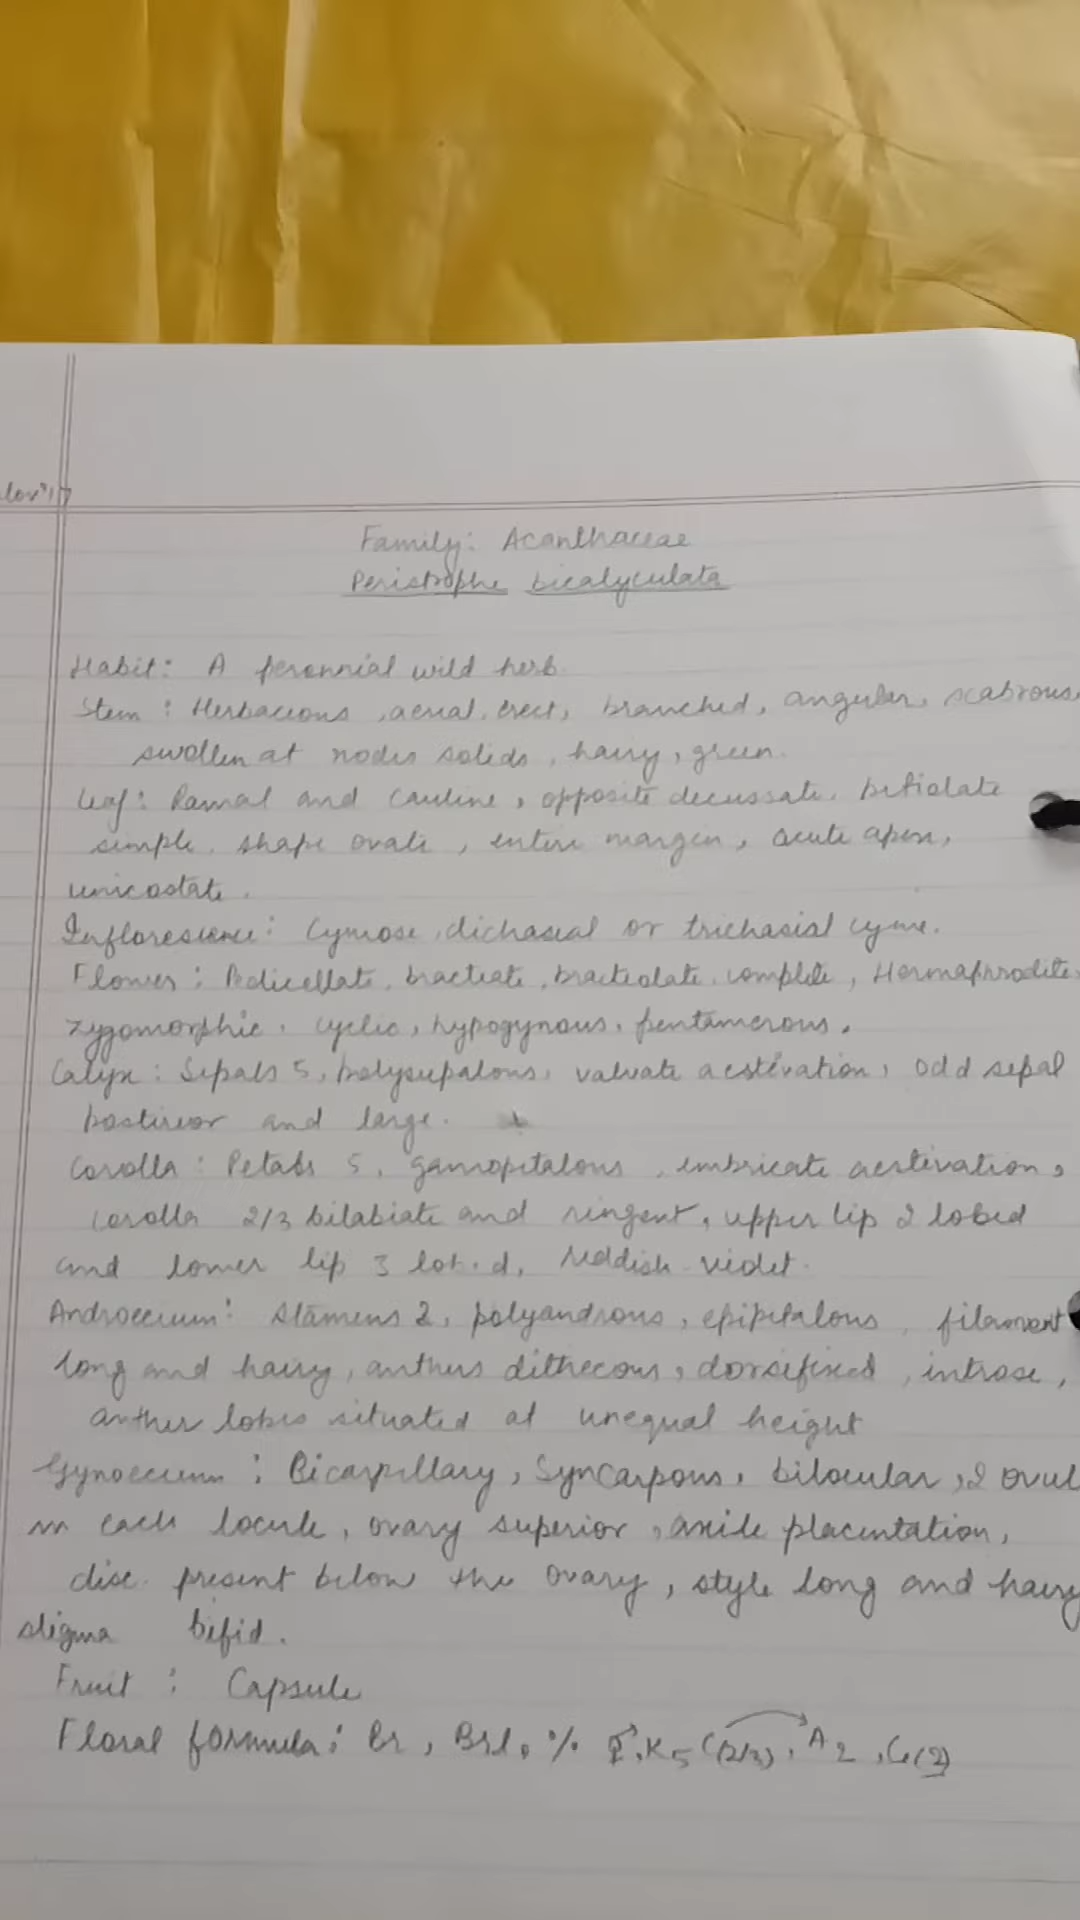 Nov'17
Family: Acanthaceae
Peristrophe bicalyculata
Habit: A perennial wild herb
Stem : Herbaceous, aerial, erect, branched, angular, scabrous,
swollen at nodes solids, hairy, green.
Leaf: Ramal and Cauline, opposite decussate, petiolate
simple, shape ovate, entire margin, acute apex,
unicostate.
Inflorescence: Cymose, dichasial or trichasial cyme.
Flower: Pedicellate, bracteate, bracteolate, complete, Hermaphrodite,
zygomorphic, cyclic, hypogynous, pentamerous.
Calyx: Sepals 5, polysepalous, valvate aestivation, odd sepal
posterior and large.
Corolla: Petals 5, gamopetalous, imbricate aestivation,
corolla 2/3 bilabiate and ringent, upper lip 2 lobed
and lower lip 3 lobed, reddish-violet.
Androecium: Stamens 2, polyandrous, epipetalous, filament
long and hairy, anthers dithecous, dorsifixed, introse,
anther lobes situated at unequal height
Gynoecium: Bicarpillary, Syncarpous, bilocular, 2 ovul
in each locule, ovary superior, axile placentation,
disc present below the ovary, style long and hairy
stigma bifid.
Fruit : Capsule
Floral formula: Br, Brl, % ⚥, K5 C(2/3), A2, G(2)